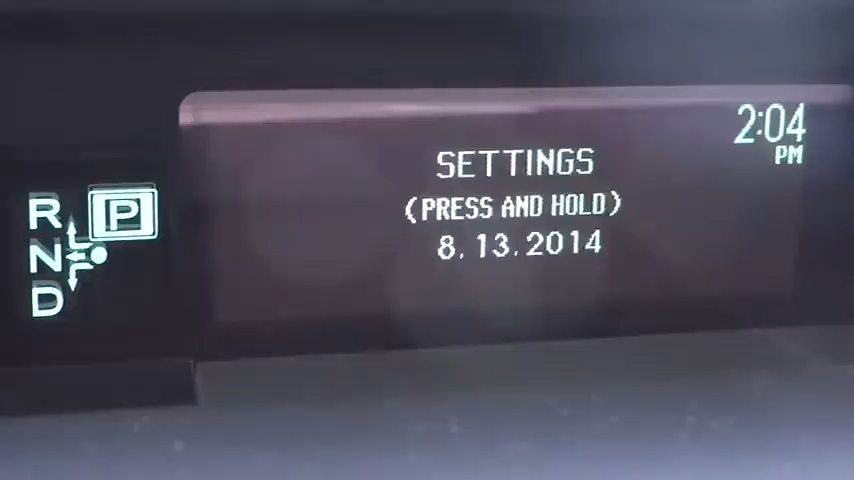 2:04
PM
SETTINGS
(PRESS AND HOLD)
8.13.2014
R
P
N
D